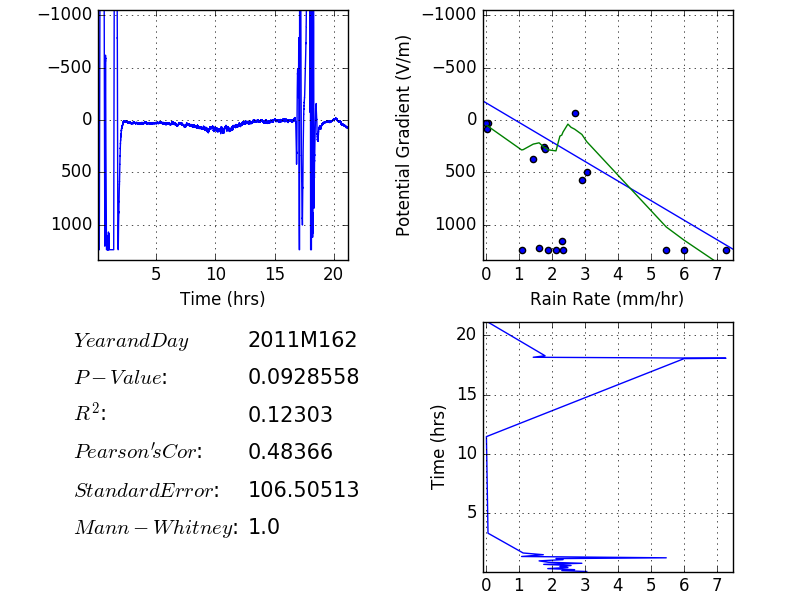 −1000
−500
0
500
1000
5 10 15 20
Time (hrs)
−1000
−500
0
500
1000
Potential Gradient (V/m)
0 1 2 3 4 5 6 7
Rain Rate (mm/hr)
YearandDay 2011M162
P−Value: 0.0928558
R²: 0.12303
Pearson'sCor: 0.48366
StandardError: 106.50513
Mann−Whitney: 1.0
20
15
10
5
Time (hrs)
0 1 2 3 4 5 6 7